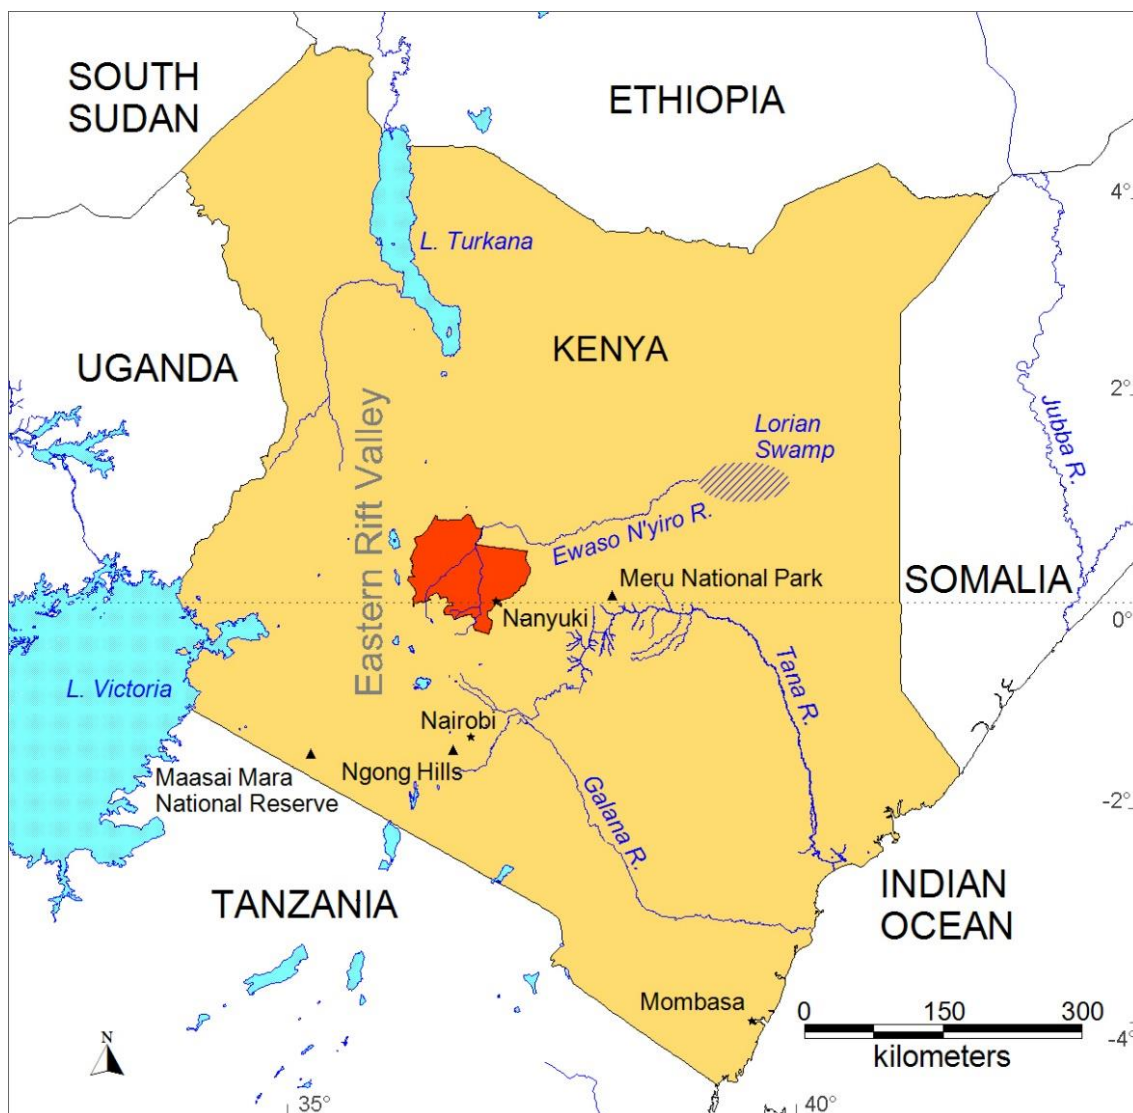 SOUTH
SUDAN
ETHIOPIA
4°
L. Turkana
KENYA
UGANDA
2°
Eastern Rift Valley
Lorian
Swamp
Jubba R.
Ewaso N'yiro R.
Meru National Park
SOMALIA
Nanyuki
0°
L. Victoria
Tana R.
Nairobi
Ngong Hills
Maasai Mara
National Reserve
Galana R.
-2°
TANZANIA
INDIAN
OCEAN
Mombasa
0 150 300
kilometers
-4°
N
35°
40°